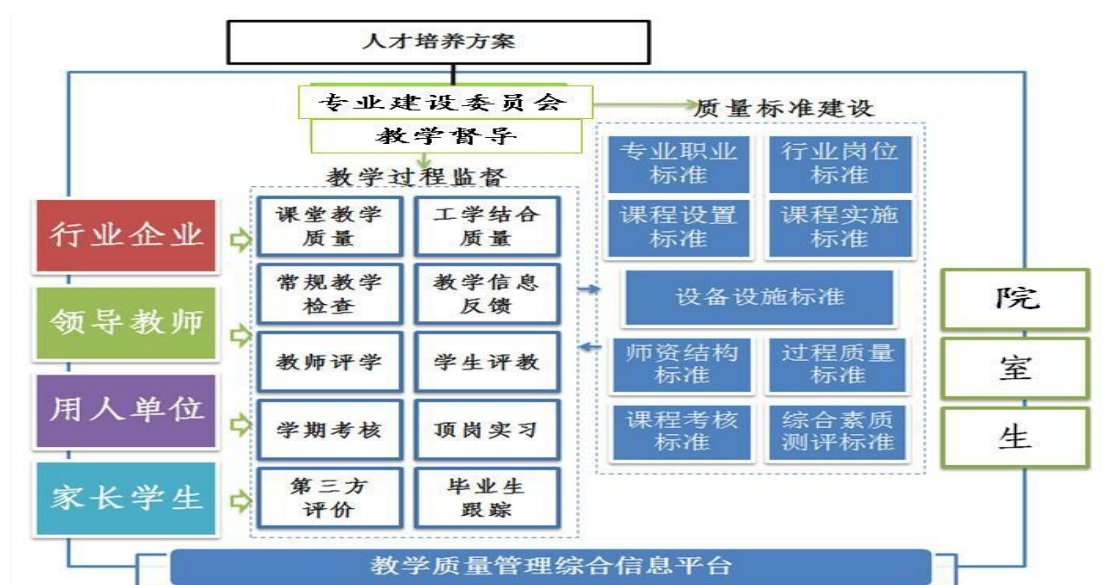 人才培养方案
专业建设委员会
教学督导
质量标准建设
教学过程监督
行业企业
领导教师
用人单位
家长学生
课堂教学
质量
工学结合
质量
常规教学
检查
教学信息
反馈
教师评学
学生评教
学期考核
顶岗实习
第三方
评价
毕业生
跟踪
专业职业
标准
行业岗位
标准
课程设置
标准
课程实施
标准
设备设施标准
师资结构
标准
过程质量
标准
课程考核
标准
综合素质
测评标准
院
室
生
教学质量管理综合信息平台